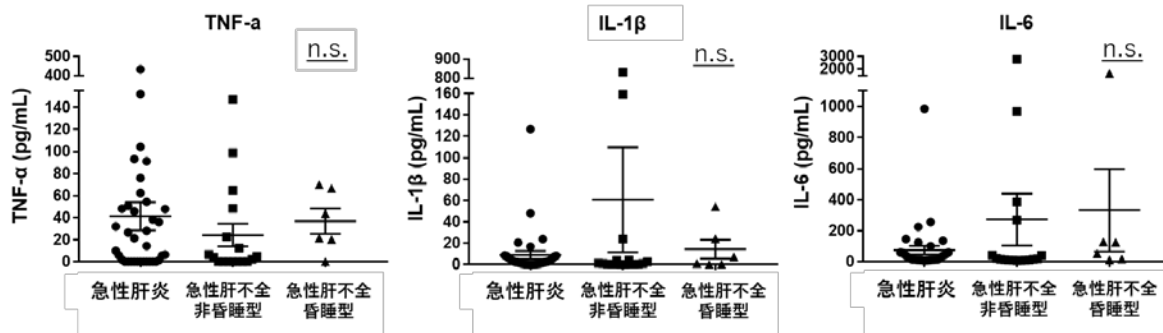 TNF-a
n.s.
TNF-α (pg/mL)
500
400
140
120
100
80
60
40
20
0
急性肝炎
急性肝不全
非昏睡型
急性肝不全
昏睡型
IL-1β
n.s.
IL-1β (pg/mL)
900
800
160
140
120
100
80
60
40
20
0
急性肝炎
急性肝不全
非昏睡型
急性肝不全
昏睡型
IL-6
n.s.
IL-6 (pg/mL)
3000
2000
1000
800
600
400
200
0
急性肝炎
急性肝不全
非昏睡型
急性肝不全
昏睡型